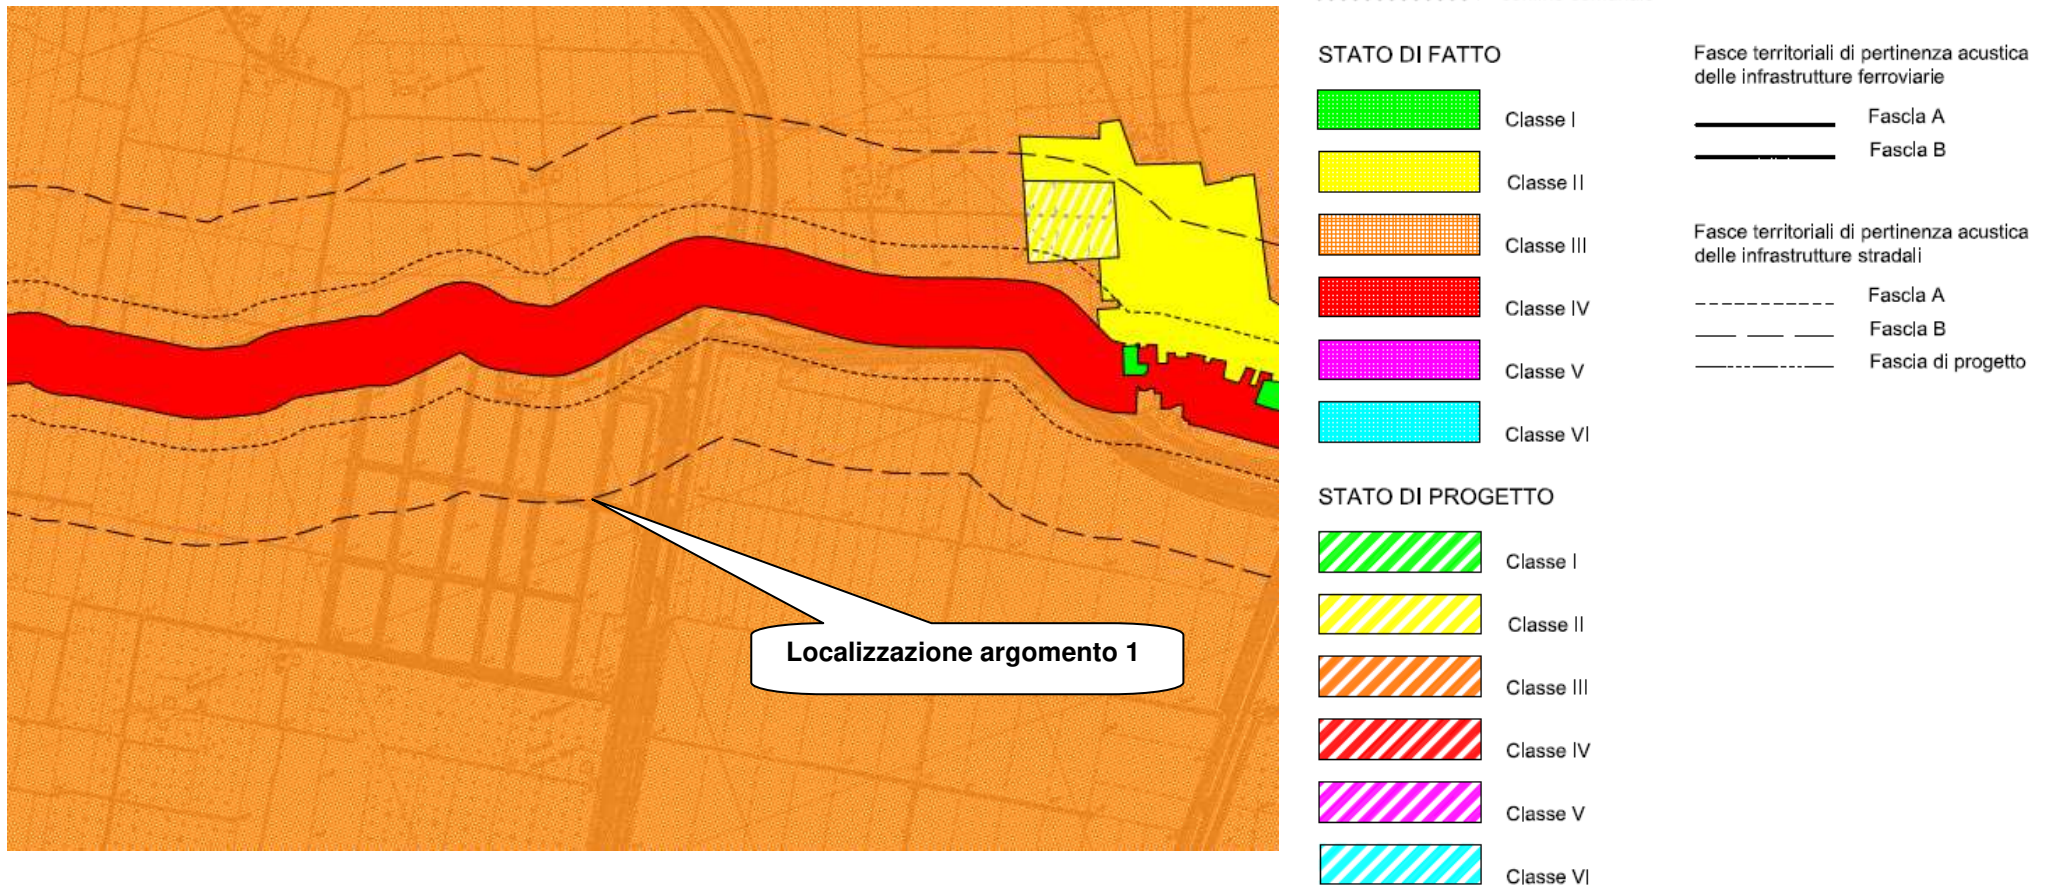 Localizzazione argomento 1
STATO DI FATTO
Classe I
Classe II
Classe III
Classe IV
Classe V
Classe VI
STATO DI PROGETTO
Classe I
Classe II
Classe III
Classe IV
Classe V
Classe VI
Fasce territoriali di pertinenza acustica
delle infrastrutture ferroviarie
Fascia A
Fascia B
Fasce territoriali di pertinenza acustica
delle infrastrutture stradali
Fascia A
Fascia B
Fascia di progetto